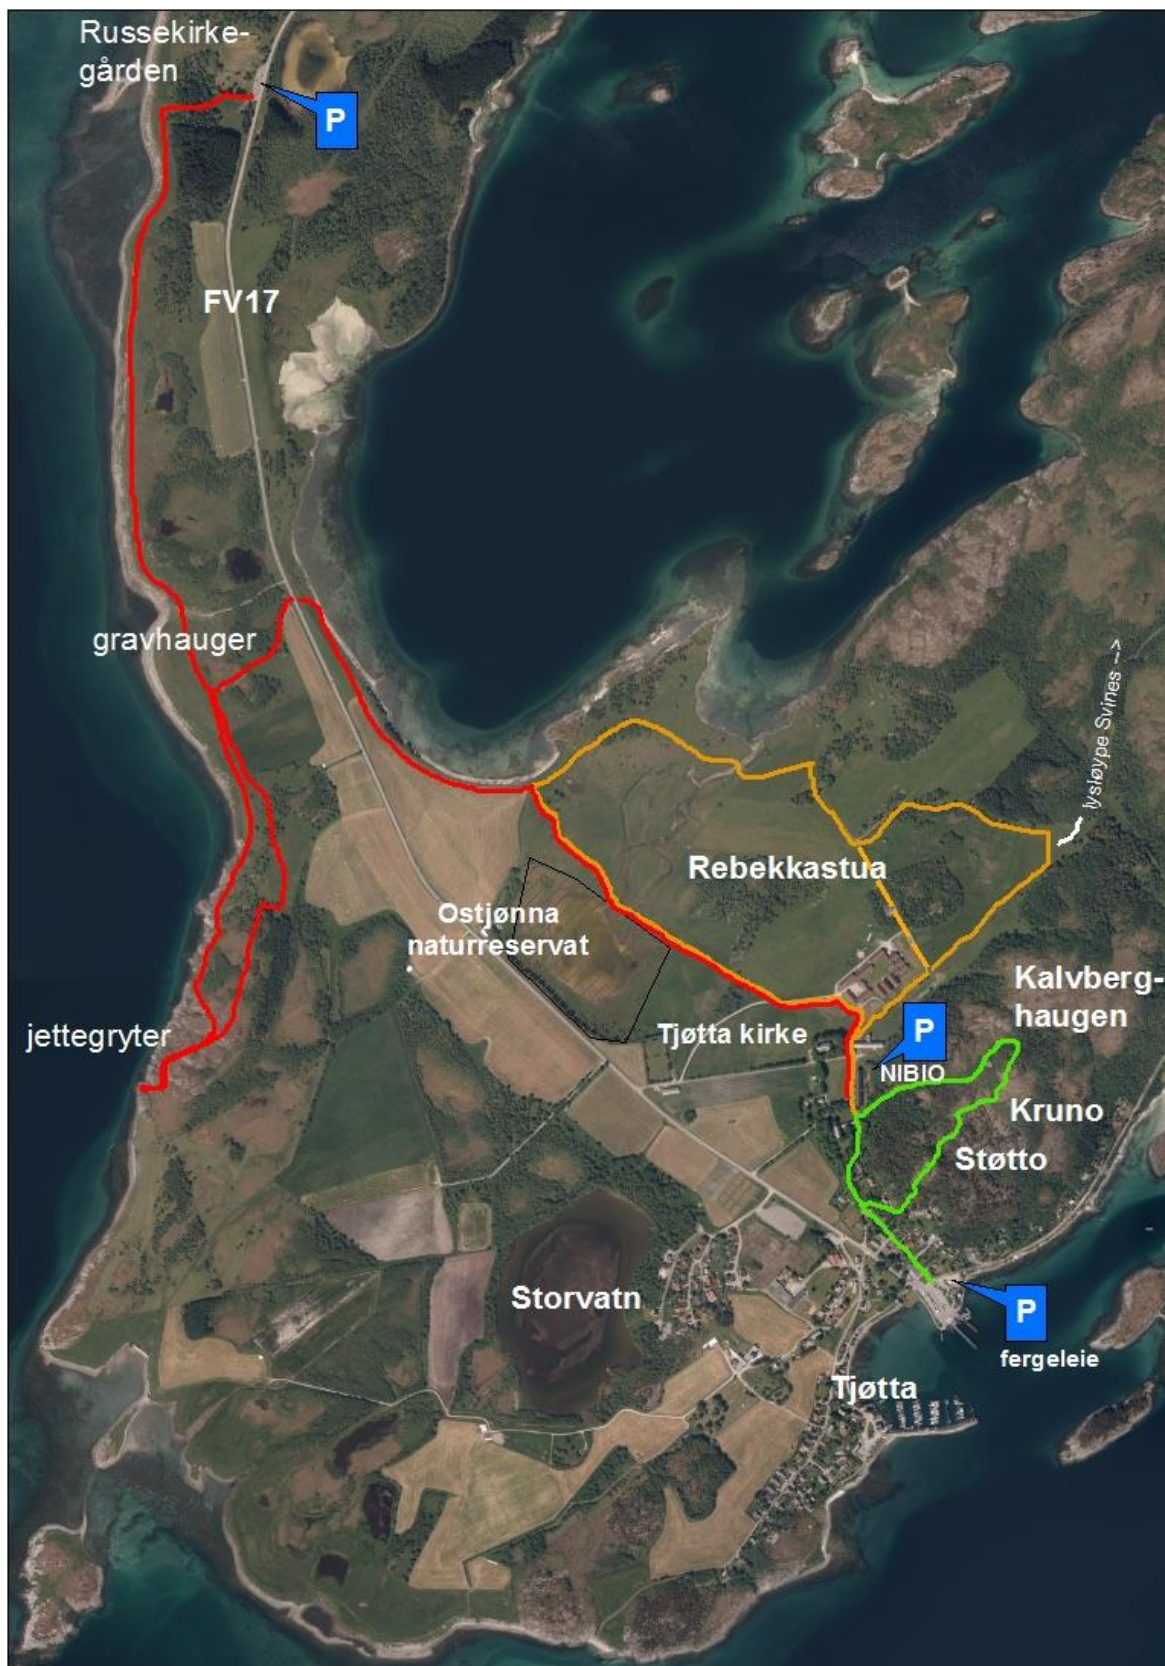 Russekirke-
gården
P
FV17
gravhauger
lysløype Svines -->
Rebekkastua
Ostjønna
naturreservat
Kalvberg-
haugen
jettegryter
Tjøtta kirke
P
NIBIO
Kruno
Støtto
Storvatn
P
fergeleie
Tjøtta